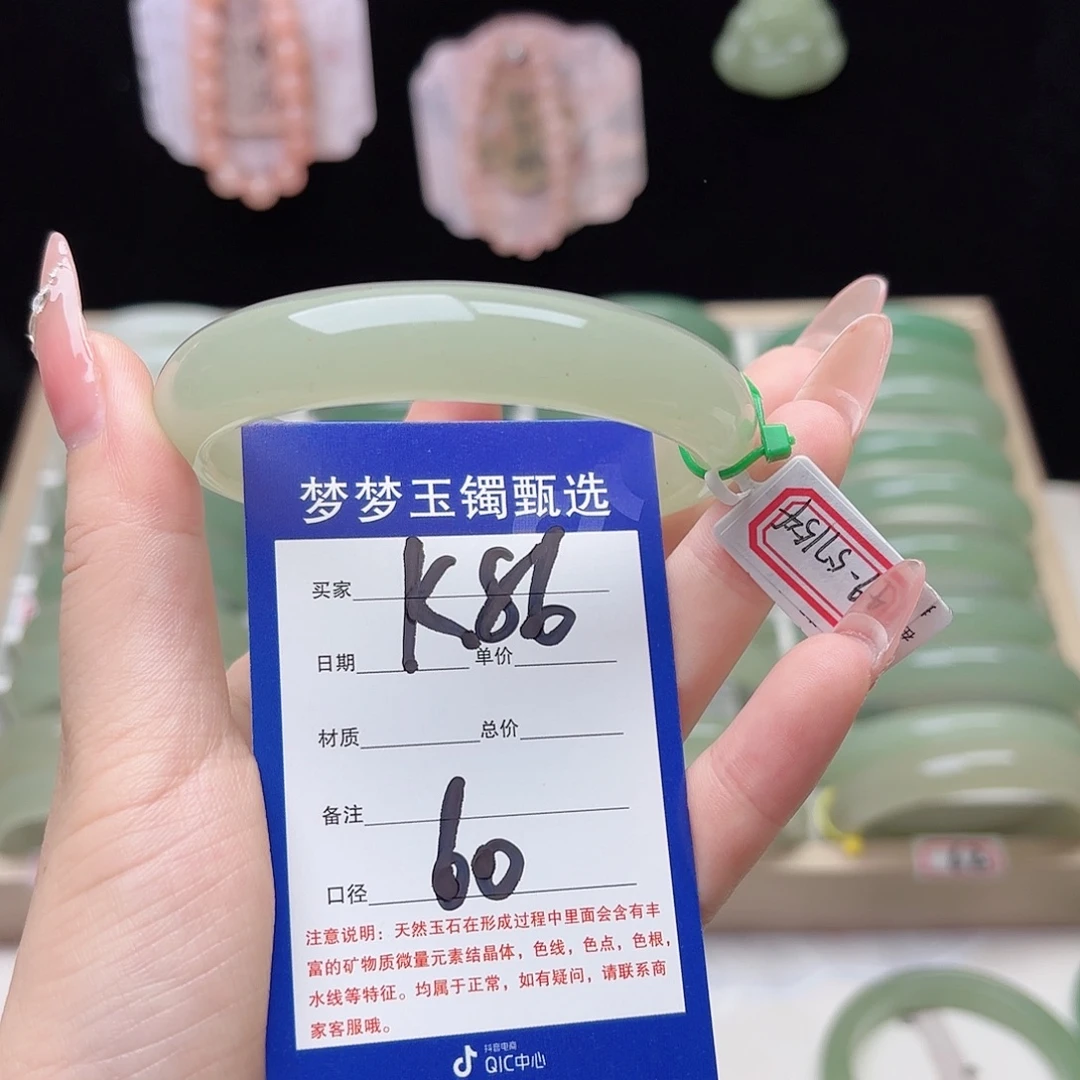 梦梦玉镯甄选
买家 K86
日期 单价
材质 总价
备注
口径 60
注意说明：天然玉石在形成过程中里面会含有丰
富的矿物质微量元素结晶体，色线，色点，色根，
水线等特征。均属于正常，如有疑问，请联系商
家客服哦。
抖音电商
QIC中心